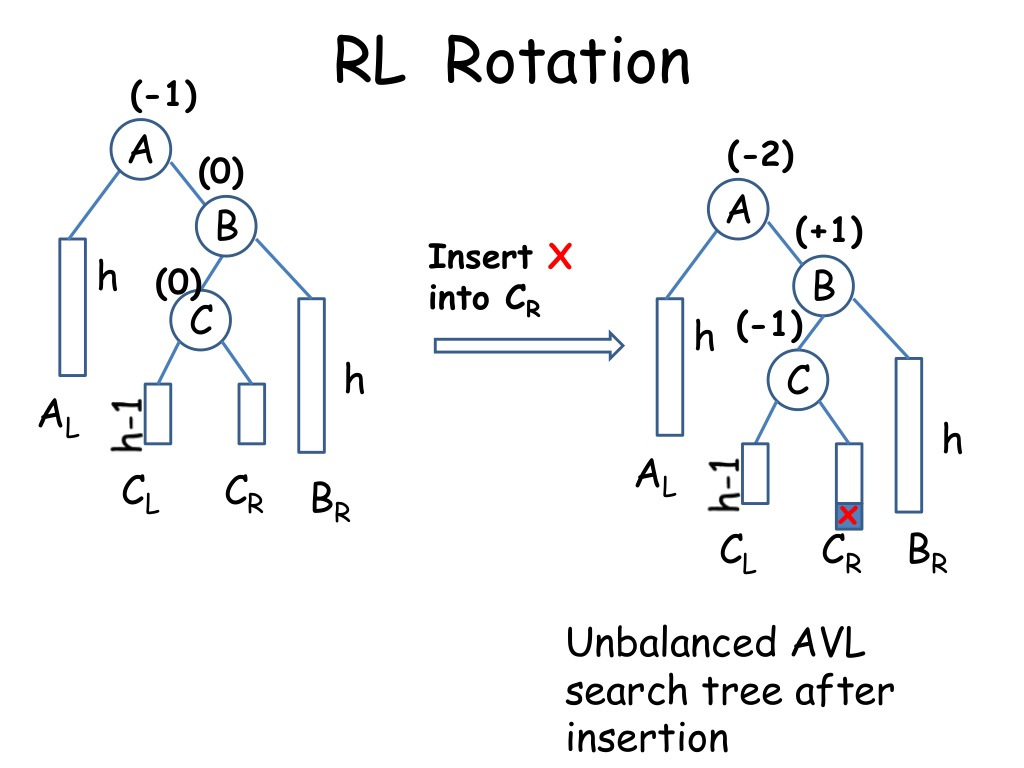 RL Rotation
(-1)
A
(0)
B
h
(0)
C
h
A_L
h-1
C_L
C_R
B_R
Insert X
into C_R
(-2)
A
(+1)
B
h
(-1)
C
h
A_L
h-1
X
C_L
C_R
B_R
Unbalanced AVL
search tree after
insertion